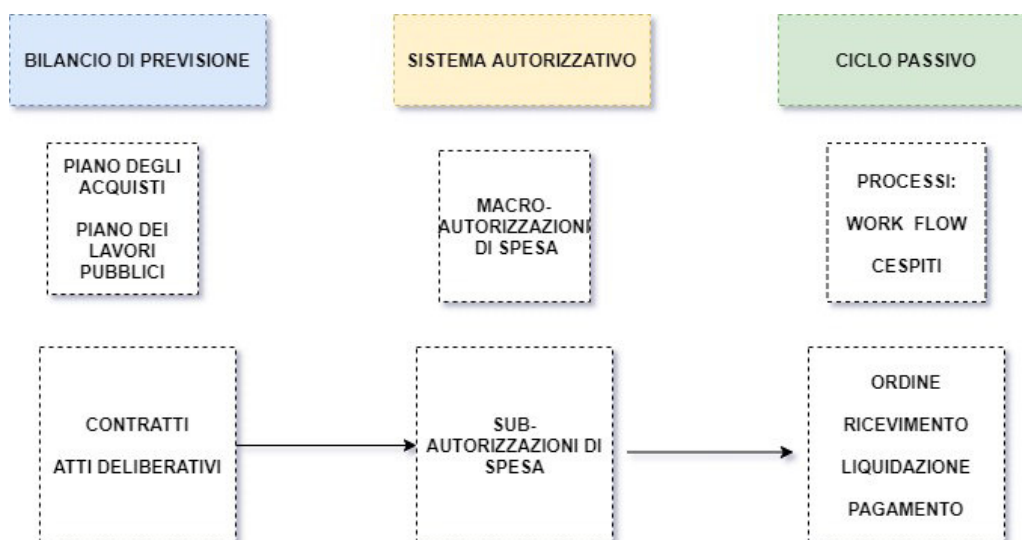 BILANCIO DI PREVISIONE
SISTEMA AUTORIZZATIVO
CICLO PASSIVO
PIANO DEGLI
ACQUISTI
PIANO DEI
LAVORI
PUBBLICI
MACRO-
AUTORIZZAZIONI
DI SPESA
PROCESSI:
WORK FLOW
CESPITI
CONTRATTI
ATTI DELIBERATIVI
SUB-
AUTORIZZAZIONI DI
SPESA
ORDINE
RICEVIMENTO
LIQUIDAZIONE
PAGAMENTO